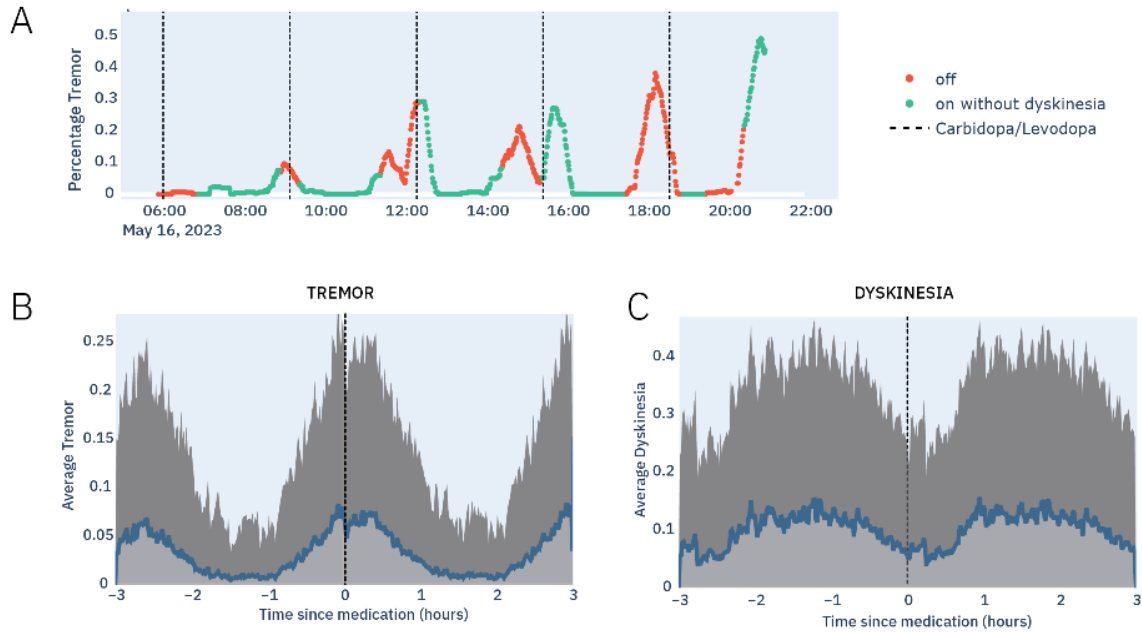 A
Percentage Tremor
0.5
0.4
0.3
0.2
0.1
0
06:00 08:00 10:00 12:00 14:00 16:00 18:00 20:00 22:00
May 16, 2023
off
on without dyskinesia
Carbidopa/Levodopa
B
TREMOR
Average Tremor
0.25
0.2
0.15
0.1
0.05
0
−3 −2 −1 0 1 2 3
Time since medication (hours)
C
DYSKINESIA
Average Dyskinesia
0.4
0.3
0.2
0.1
0
−3 −2 −1 0 1 2 3
Time since medication (hours)